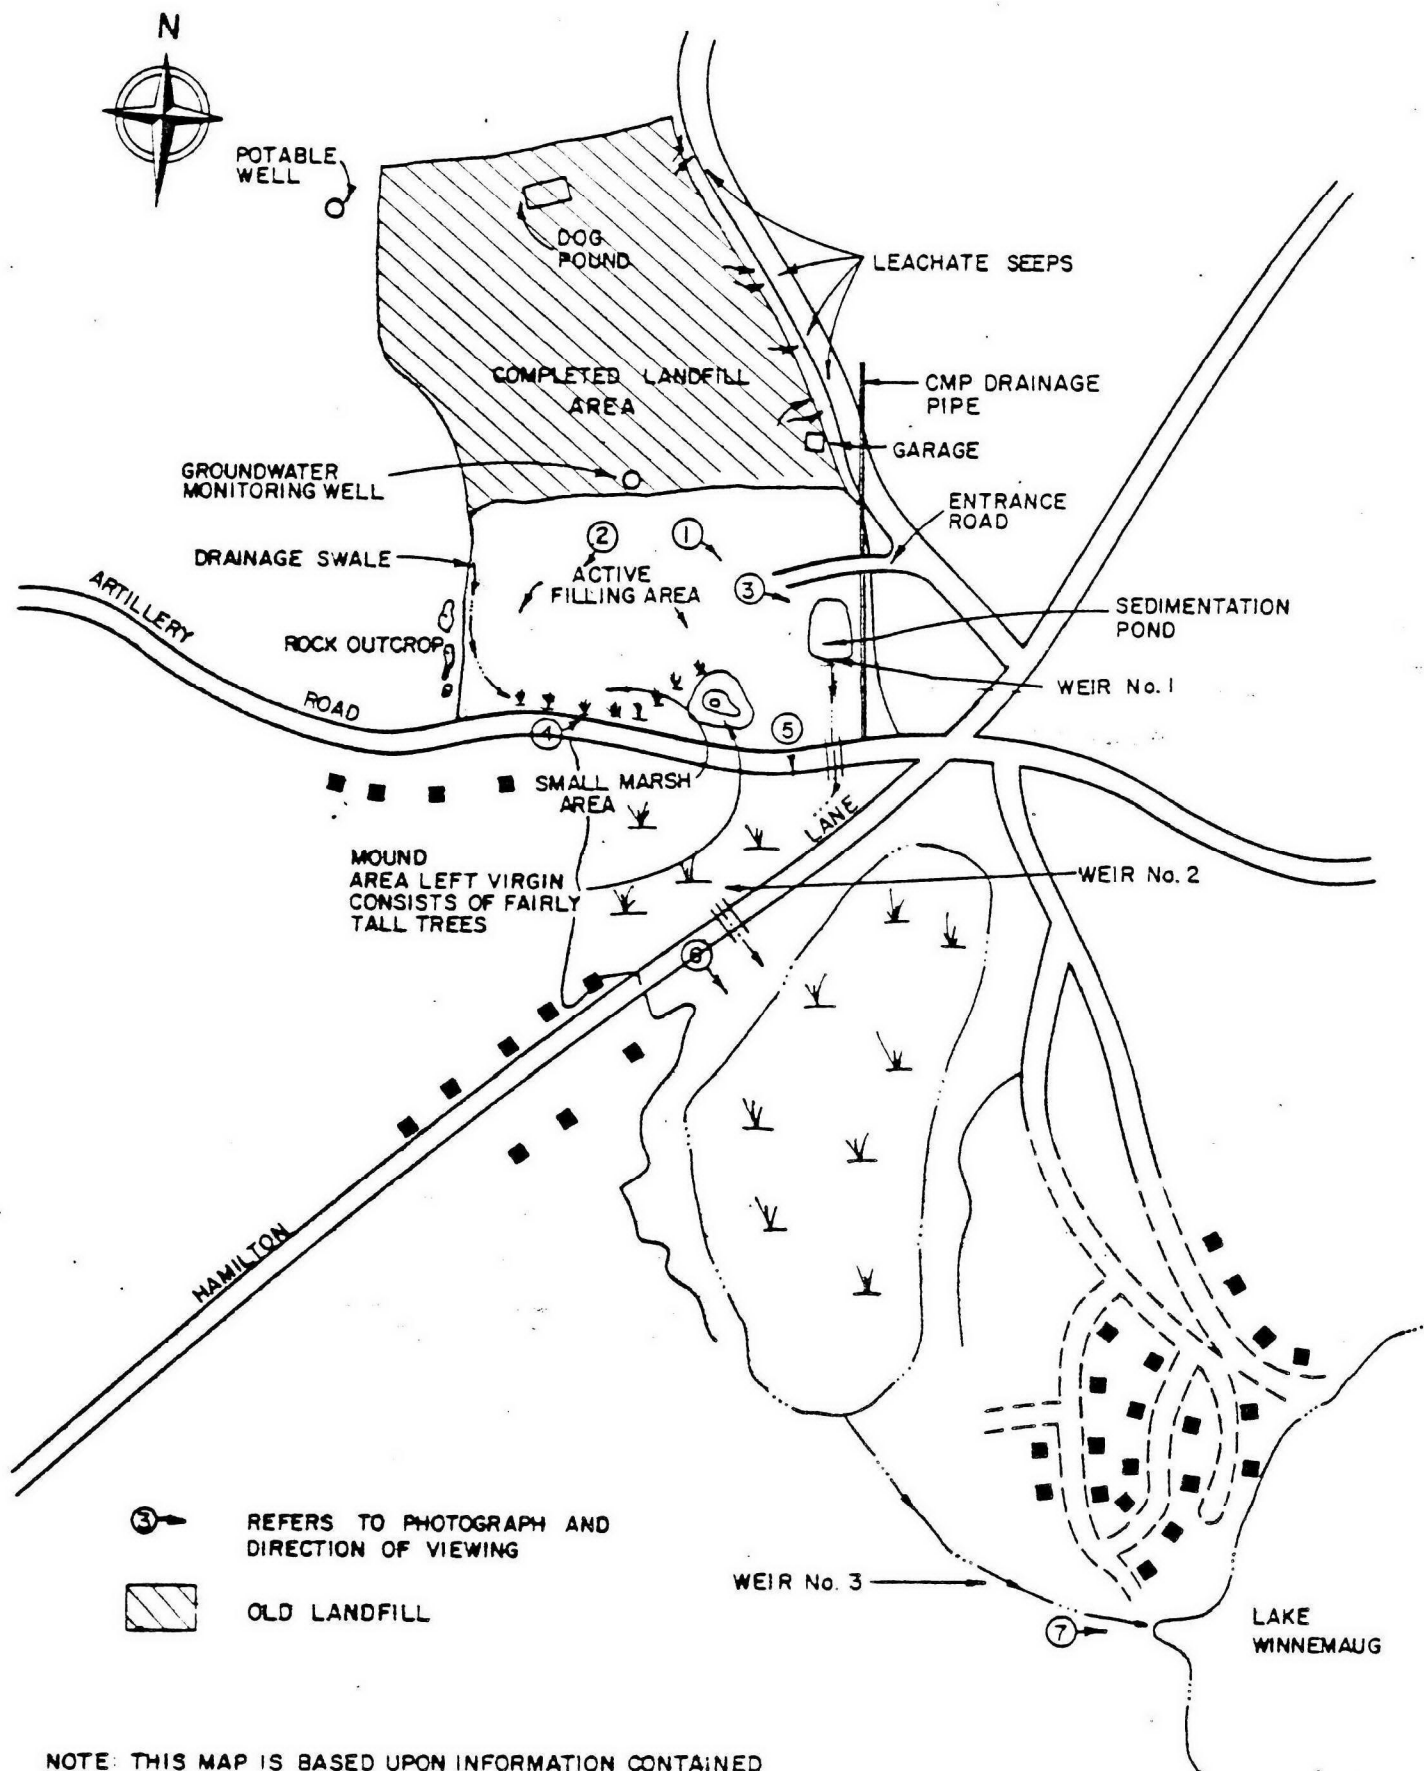 N
POTABLE
WELL
DOG
POUND
LEACHATE SEEPS
COMPLETED LANDFILL
AREA
CMP DRAINAGE
PIPE
GARAGE
GROUNDWATER
MONITORING WELL
ENTRANCE
ROAD
2
1
DRAINAGE SWALE
ACTIVE
FILLING AREA
3
ARTILLERY
SEDIMENTATION
POND
ROCK OUTCROP
WEIR No. 1
ROAD
4
5
SMALL MARSH
AREA
LANE
MOUND
AREA LEFT VIRGIN
CONSISTS OF FAIRLY
TALL TREES
WEIR No. 2
6
HAMILTON
3
REFERS TO PHOTOGRAPH AND
DIRECTION OF VIEWING
OLD LANDFILL
WEIR No. 3
7
LAKE
WINNEMAUG
NOTE: THIS MAP IS BASED UPON INFORMATION CONTAINED